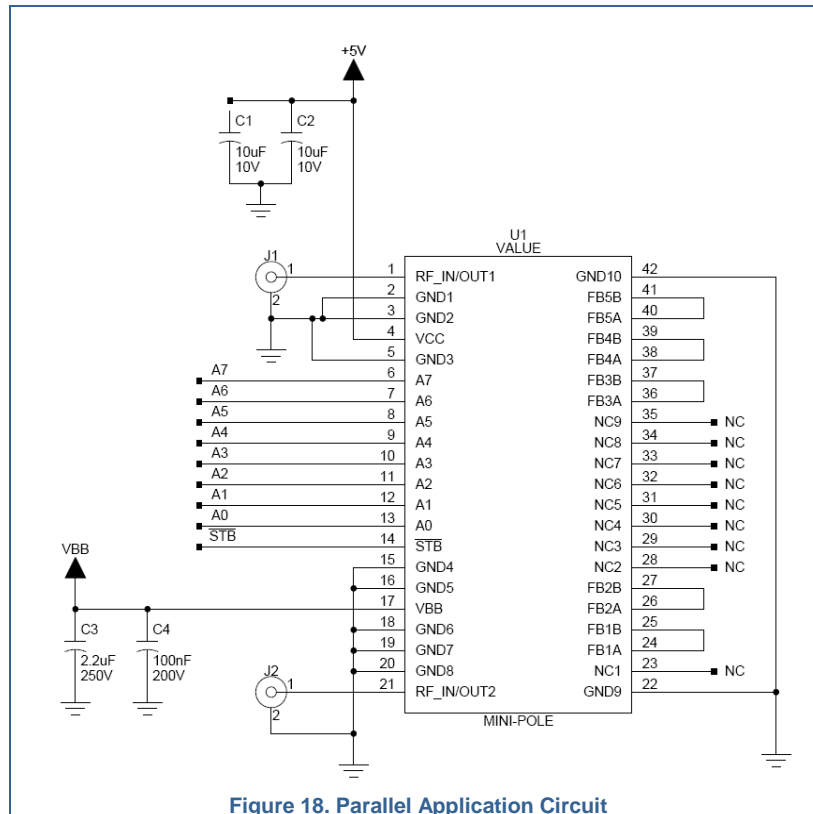 +5V
C1
10uF
10V
C2
10uF
10V
U1
VALUE
J1
1
2
1 RF_IN/OUT1 GND10 42
2 GND1 FB5B 41
3 GND2 FB5A 40
4 VCC FB4B 39
5 GND3 FB4A 38
A7 6 A7 FB3B 37
A6 7 A6 FB3A 36
A5 8 A5 NC9 35 NC
A4 9 A4 NC8 34 NC
A3 10 A3 NC7 33 NC
A2 11 A2 NC6 32 NC
A1 12 A1 NC5 31 NC
A0 13 A0 NC4 30 NC
STB 14 STB NC3 29 NC
15 GND4 NC2 28 NC
16 GND5 FB2B 27
VBB 17 VBB FB2A 26
18 GND6 FB1B 25
19 GND7 FB1A 24
20 GND8 NC1 23 NC
21 RF_IN/OUT2 GND9 22
C3
2.2uF
250V
C4
100nF
200V
J2
1
2
MINI-POLE
Figure 18. Parallel Application Circuit